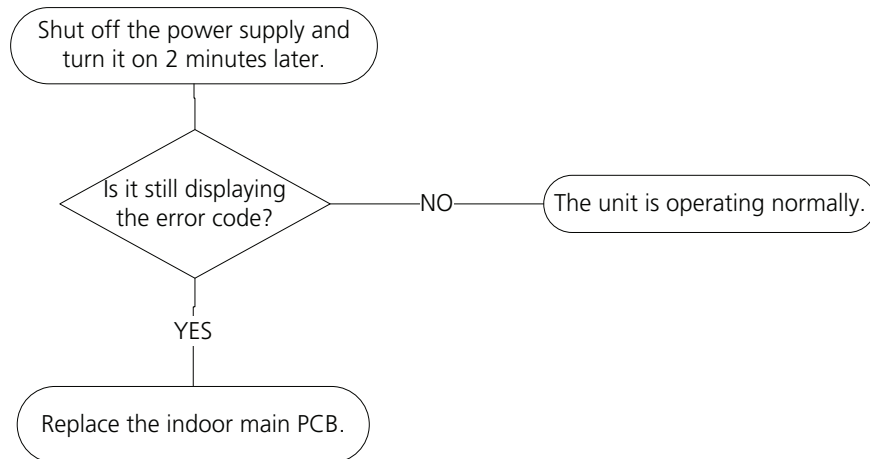 Shut off the power supply and
turn it on 2 minutes later.
Is it still displaying
the error code?
NO
The unit is operating normally.
YES
Replace the indoor main PCB.